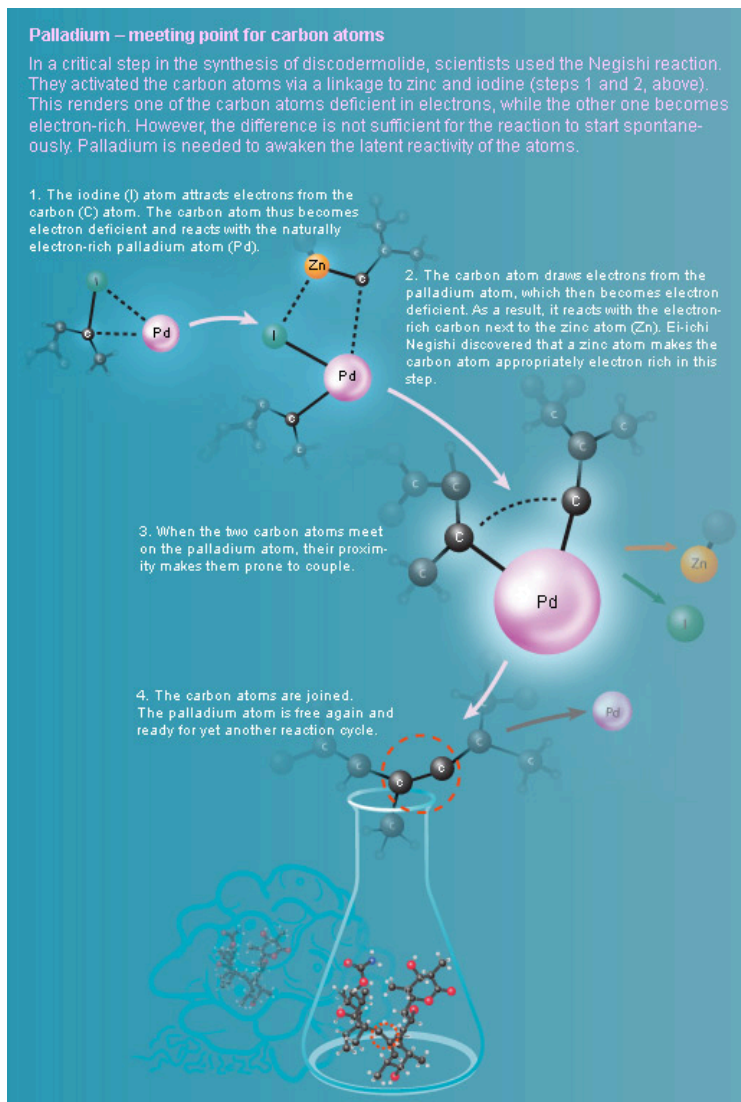 Palladium – meeting point for carbon atoms
In a critical step in the synthesis of discodermolide, scientists used the Negishi reaction.
They activated the carbon atoms via a linkage to zinc and iodine (steps 1 and 2, above).
This renders one of the carbon atoms deficient in electrons, while the other one becomes
electron-rich. However, the difference is not sufficient for the reaction to start spontane-
ously. Palladium is needed to awaken the latent reactivity of the atoms.
1. The iodine (I) atom attracts electrons from the
carbon (C) atom. The carbon atom thus becomes
electron deficient and reacts with the naturally
electron-rich palladium atom (Pd).
I
C
Pd
Zn
C
C
I
Pd
C
C
2. The carbon atom draws electrons from the
palladium atom, which then becomes electron
deficient. As a result, it reacts with the electron-
rich carbon next to the zinc atom (Zn). Ei-ichi
Negishi discovered that a zinc atom makes the
carbon atom appropriately electron rich in this
step.
C
C
C
C
C
C
C
C
C
Pd
Zn
I
3. When the two carbon atoms meet
on the palladium atom, their proxim-
ity makes them prone to couple.
4. The carbon atoms are joined.
The palladium atom is free again and
ready for yet another reaction cycle.
Pd
C
C
C
C
C
C
C
C